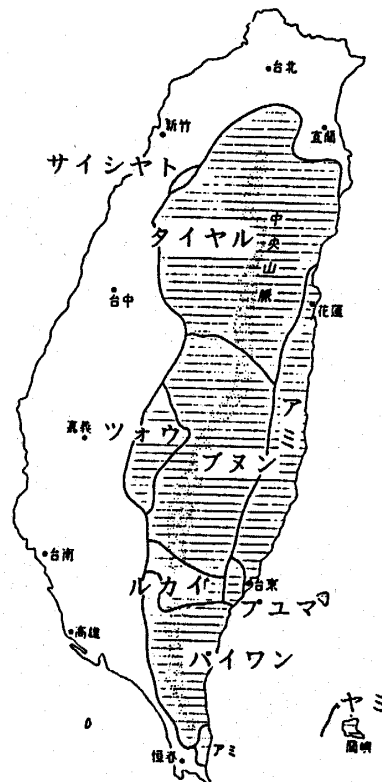 台北
新竹
宜蘭
サイシヤト
タイヤル
中央山脈
台中
花蓮
アミ
嘉義
ツォウ
ブヌン
台南
ルカイ
台東
プユマ
高雄
パイワン
ヤミ
蘭嶼
アミ
恒春